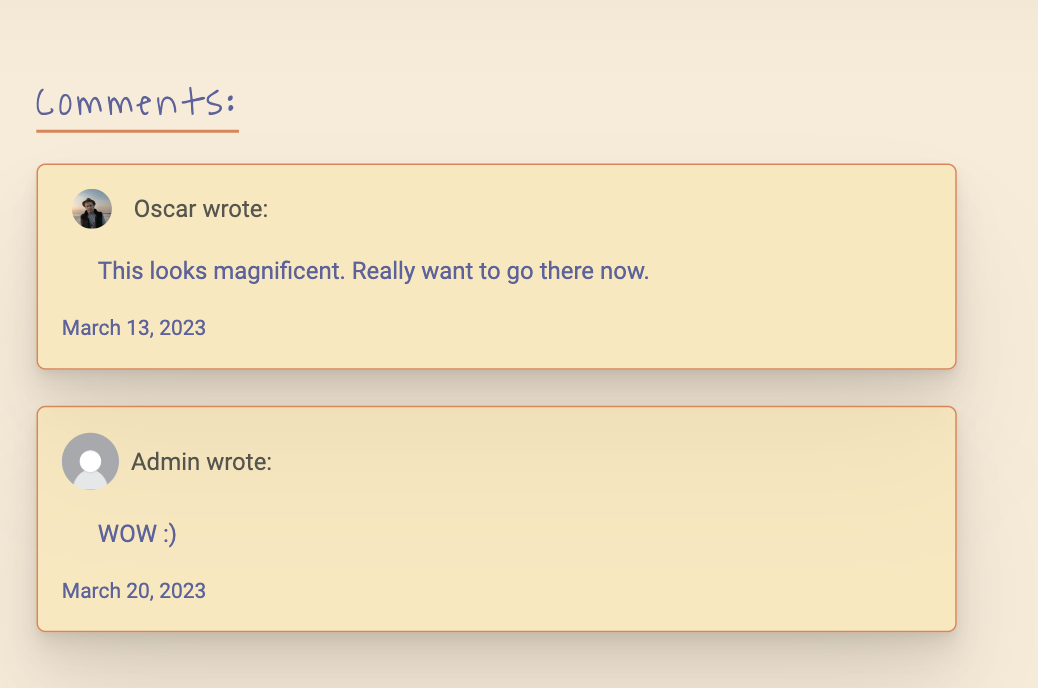 Comments:
Oscar wrote:
This looks magnificent. Really want to go there now.
March 13, 2023
Admin wrote:
WOW :)
March 20, 2023